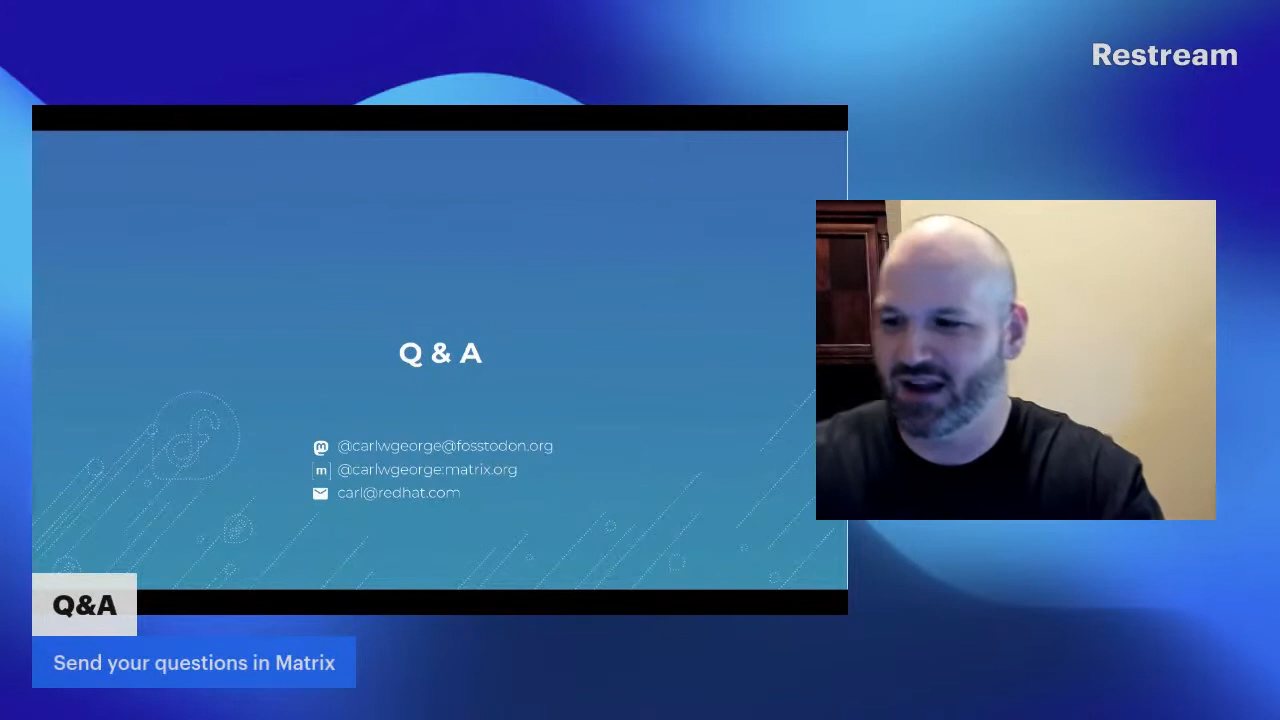 Restream
Q & A
@carlwgeorge@fosstodon.org
@carlwgeorge:matrix.org
carl@redhat.com
Q&A
Send your questions in Matrix